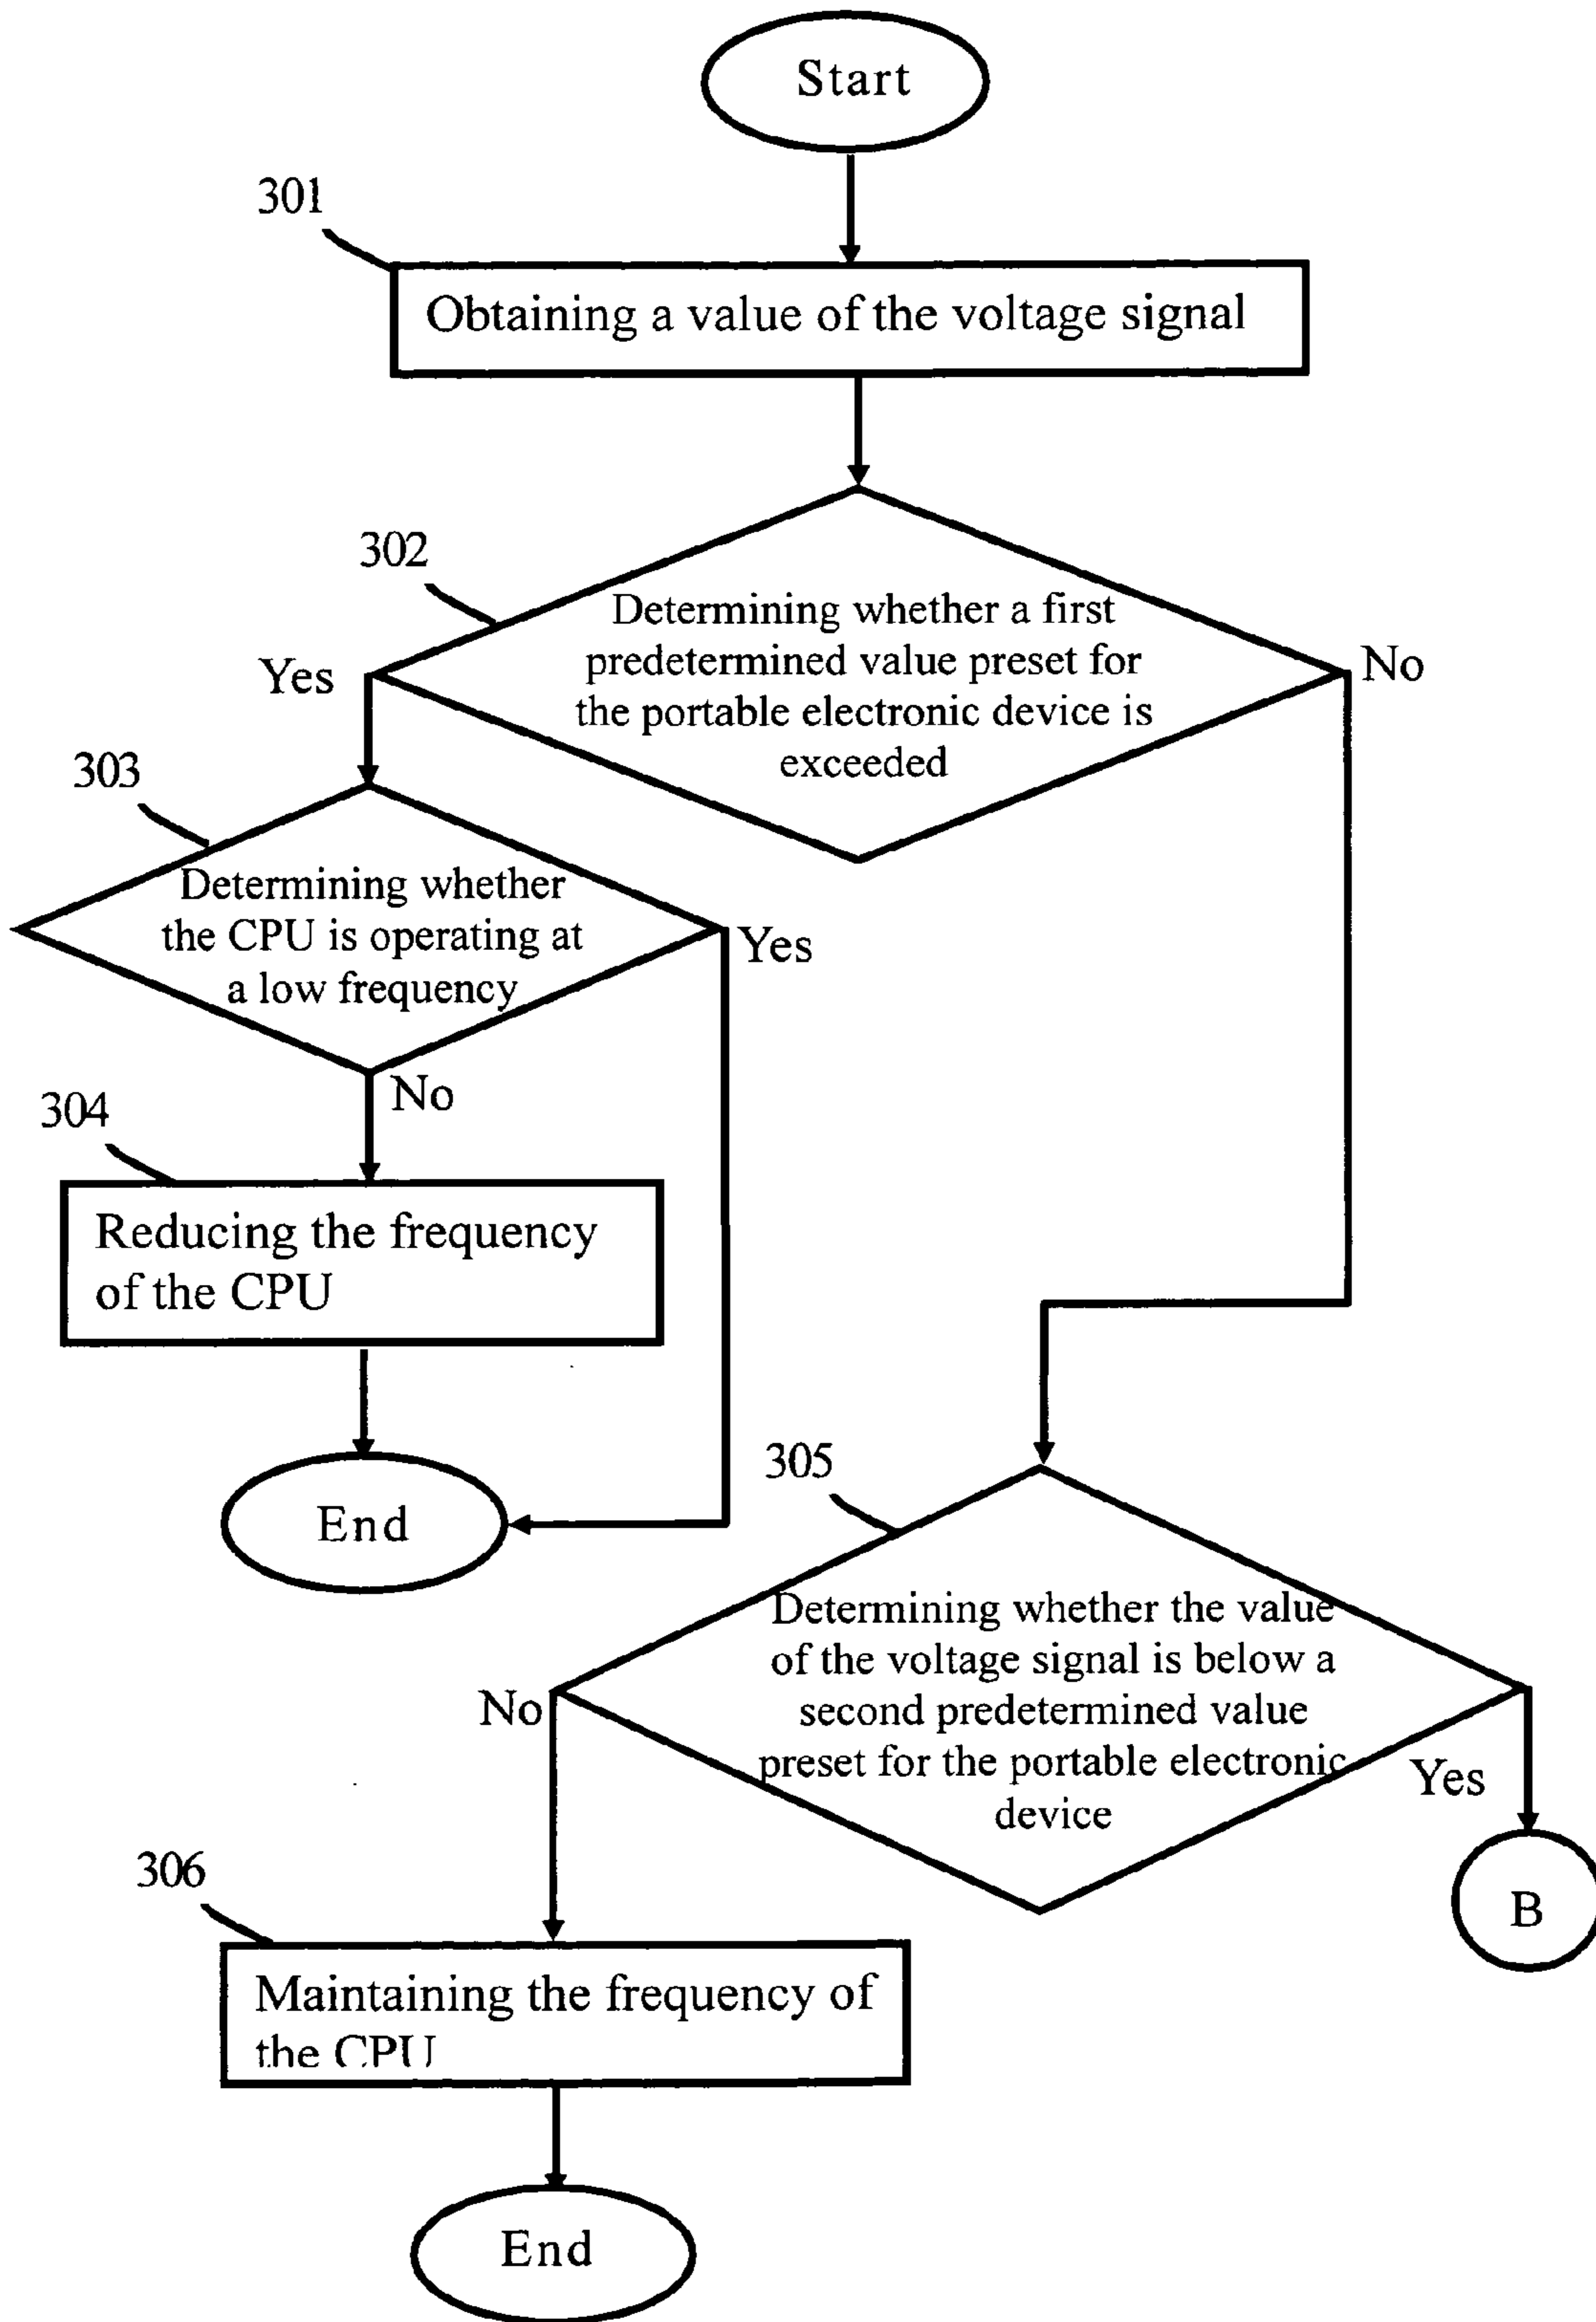 Start
301
Obtaining a value of the voltage signal
302
Determining whether a first
predetermined value preset for
the portable electronic device is
exceeded
Yes
No
303
Determining whether
the CPU is operating at
a low frequency
Yes
No
304
Reducing the frequency
of the CPU
End
305
Determining whether the value
of the voltage signal is below a
second predetermined value
preset for the portable electronic
device
No
Yes
B
306
Maintaining the frequency of
the CPU
End